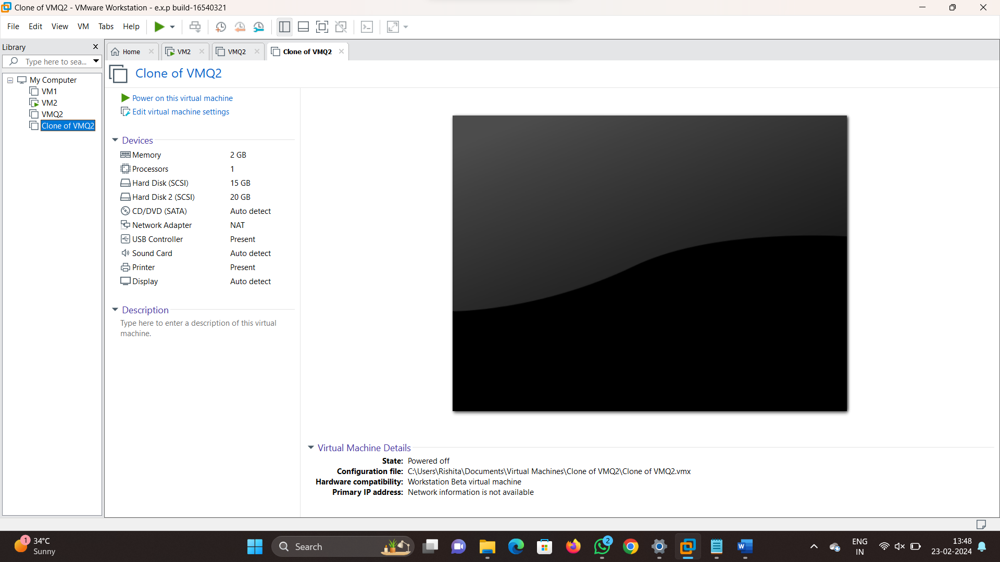 Clone of VMQ2 - VMware Workstation - e.x.p build-16540321
File Edit View VM Tabs Help
Library
Type here to sea...
My Computer
VM1
VM2
VMQ2
Clone of VMQ2
Home VM2 VMQ2 Clone of VMQ2
Clone of VMQ2
Power on this virtual machine
Edit virtual machine settings
Devices
Memory 2 GB
Processors 1
Hard Disk (SCSI) 15 GB
Hard Disk 2 (SCSI) 20 GB
CD/DVD (SATA) Auto detect
Network Adapter NAT
USB Controller Present
Sound Card Auto detect
Printer Present
Display Auto detect
Description
Type here to enter a description of this virtual
machine.
Virtual Machine Details
State: Powered off
Configuration file: C:\Users\Rishita\Documents\Virtual Machines\Clone of VMQ2\Clone of VMQ2.vmx
Hardware compatibility: Workstation Beta virtual machine
Primary IP address: Network information is not available
1
34°C
Sunny
Search
2
W
ENG
IN
13:48
23-02-2024